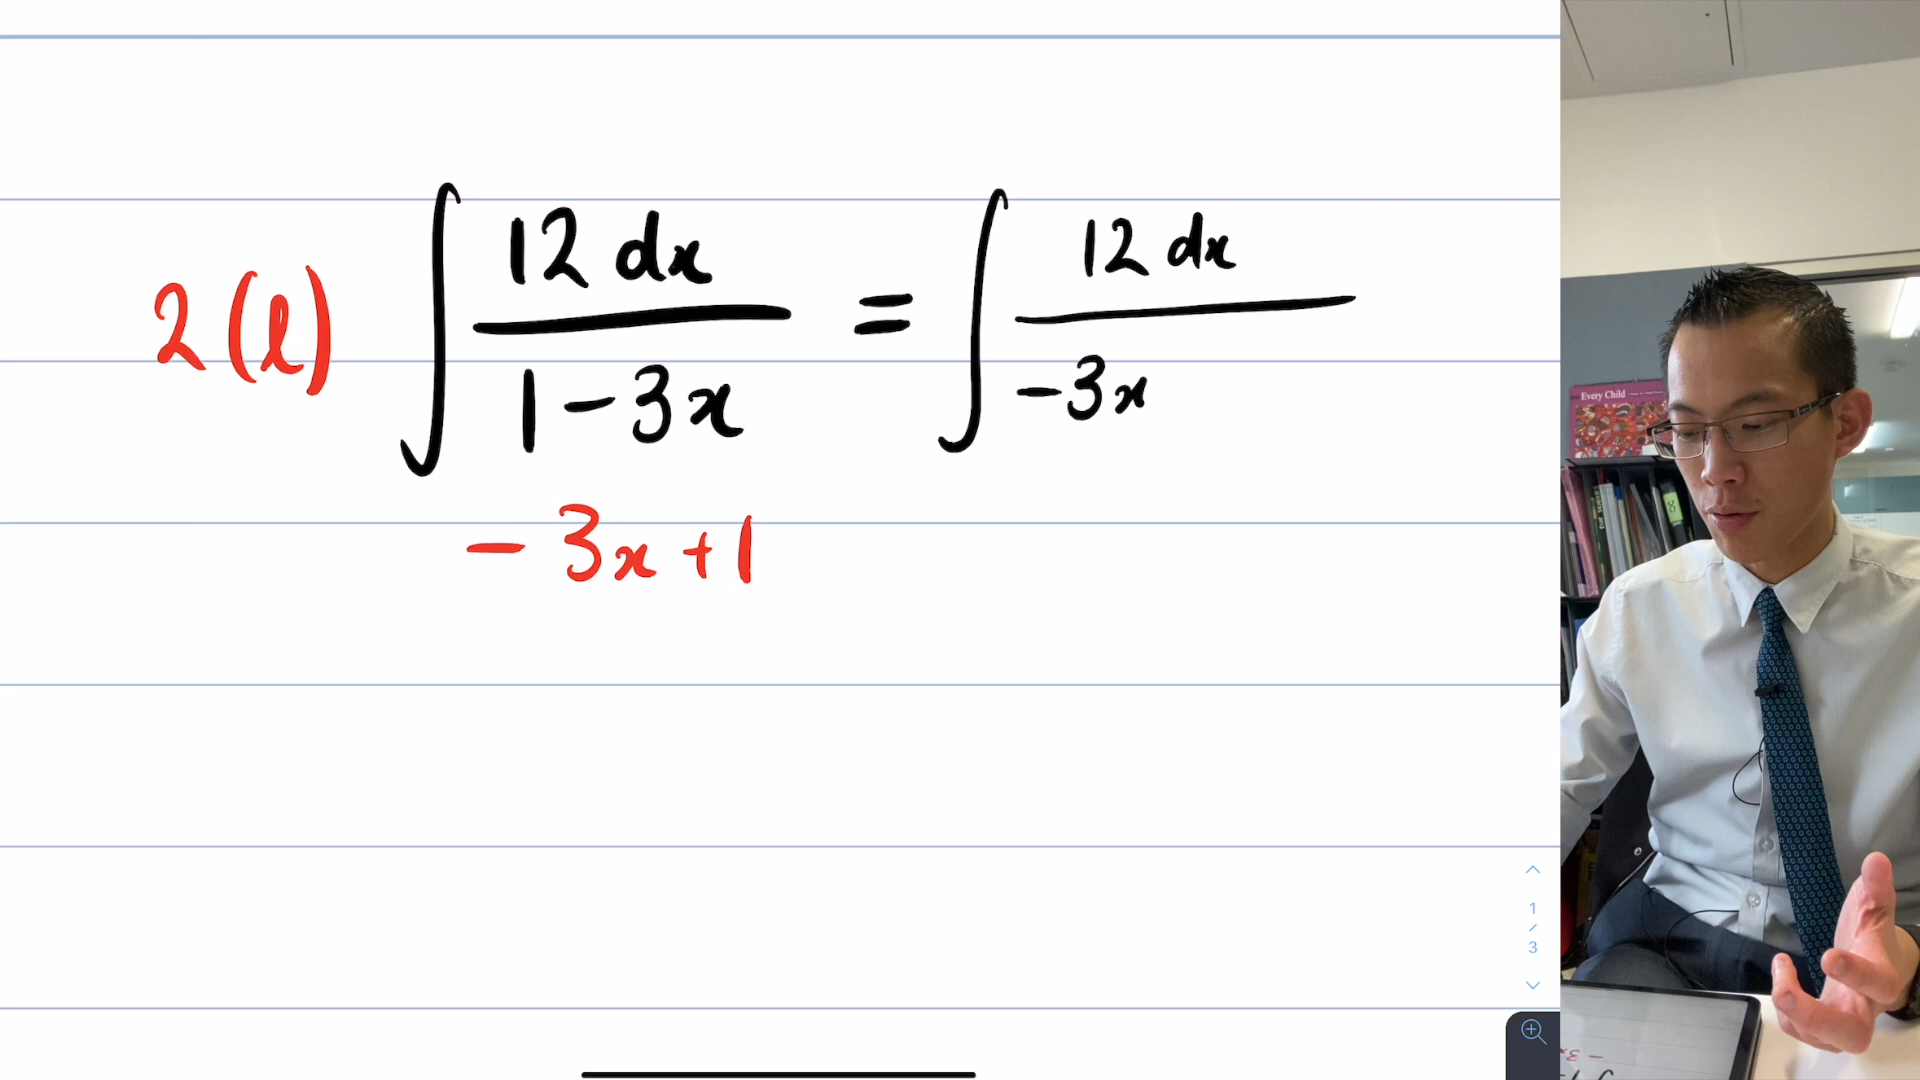 2(l) ∫ 12 dx / 1 - 3x = ∫ 12 dx / -3x
- 3x + 1
Every Child
1
/
3